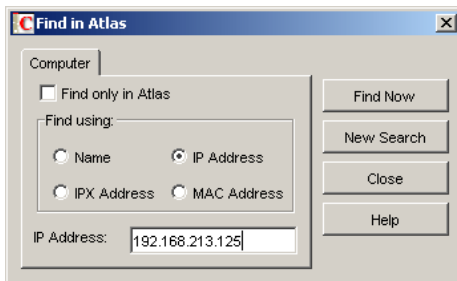 Find in Atlas
Computer
Find only in Atlas
Find using:
Name
IP Address
IPX Address
MAC Address
IP Address: 192.168.213.125
Find Now
New Search
Close
Help